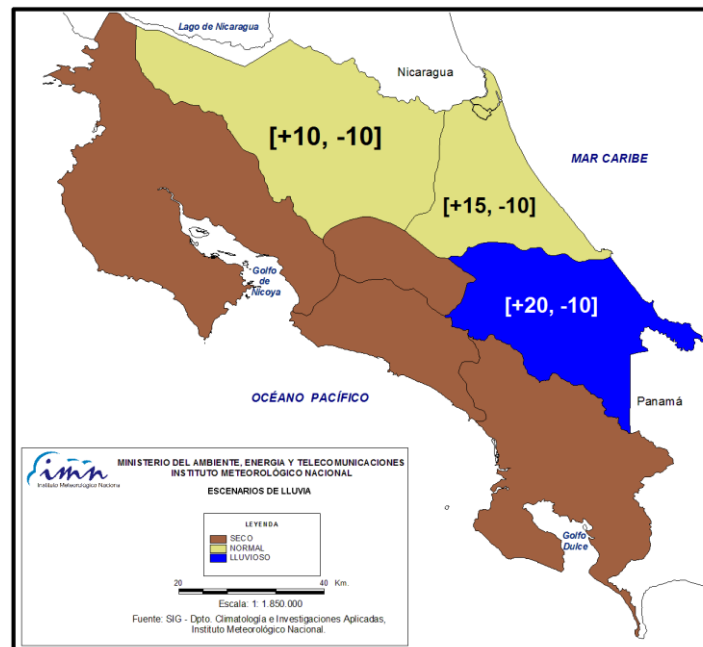 Lago de Nicaragua
Nicaragua
[+10, -10]
MAR CARIBE
[+15, -10]
Golfo
de
Nicoya
[+20, -10]
OCÉANO PACÍFICO
Panamá
imn
Instituto Meteorológico Nacional
MINISTERIO DEL AMBIENTE, ENERGIA Y TELECOMUNICACIONES
INSTITUTO METEOROLÓGICO NACIONAL
ESCENARIOS DE LLUVIA
LEYENDA
SECO
NORMAL
LLUVIOSO
Golfo
Dulce
20 0 40 Km.
Escala: 1: 1.850.000
Fuente: SIG - Dpto. Climatología e Investigaciones Aplicadas,
Instituto Meteorológico Nacional.